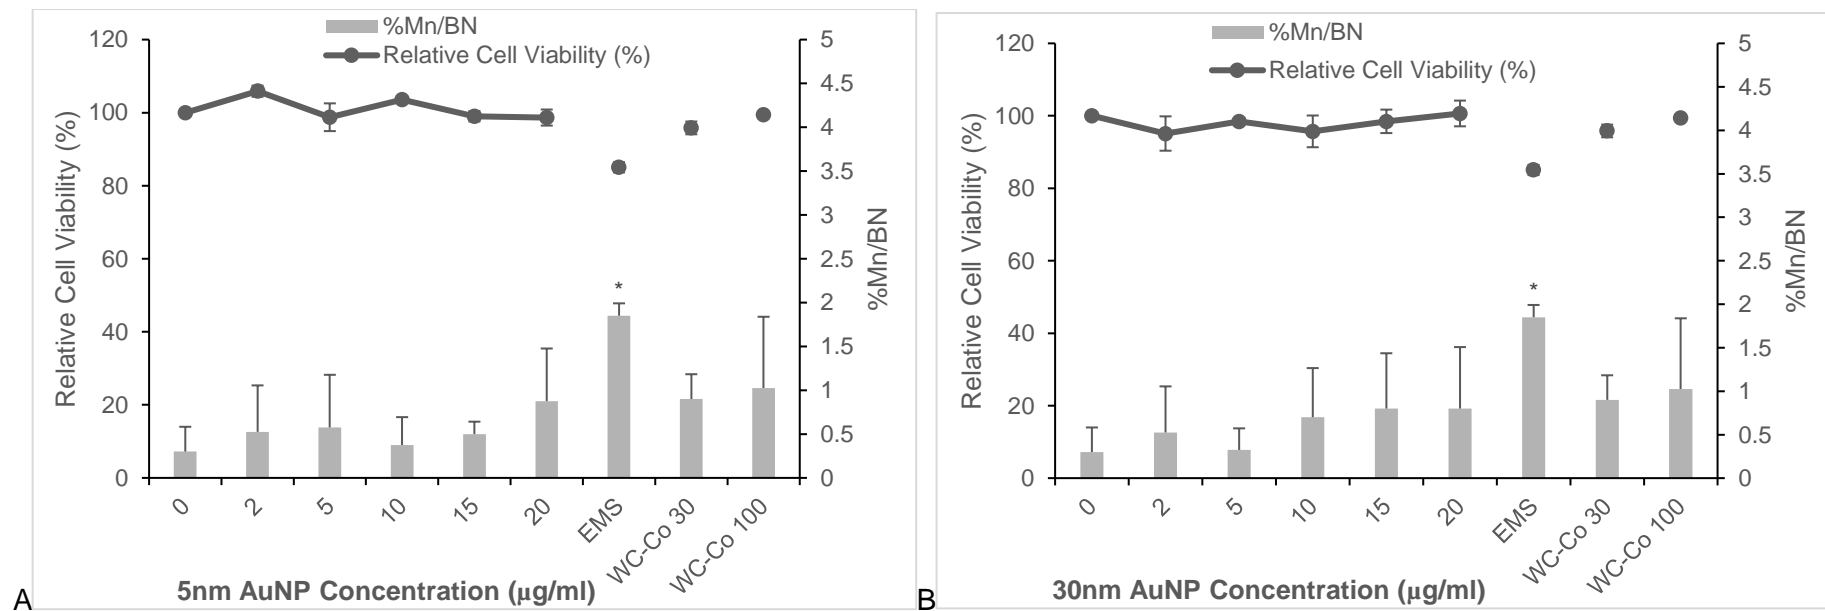 %Mn/BN
Relative Cell Viability (%)
120
100
80
60
40
20
0
Relative Cell Viability (%)
5
4.5
4
3.5
3
2.5
2
1.5
1
0.5
0
%Mn/BN
*
0
2
5
10
15
20
EMS
WC-Co 30
WC-Co 100
5nm AuNP Concentration (µg/ml)
A
%Mn/BN
Relative Cell Viability (%)
120
100
80
60
40
20
0
Relative Cell Viability (%)
5
4.5
4
3.5
3
2.5
2
1.5
1
0.5
0
%Mn/BN
*
0
2
5
10
15
20
EMS
WC-Co 30
WC-Co 100
30nm AuNP Concentration (µg/ml)
B